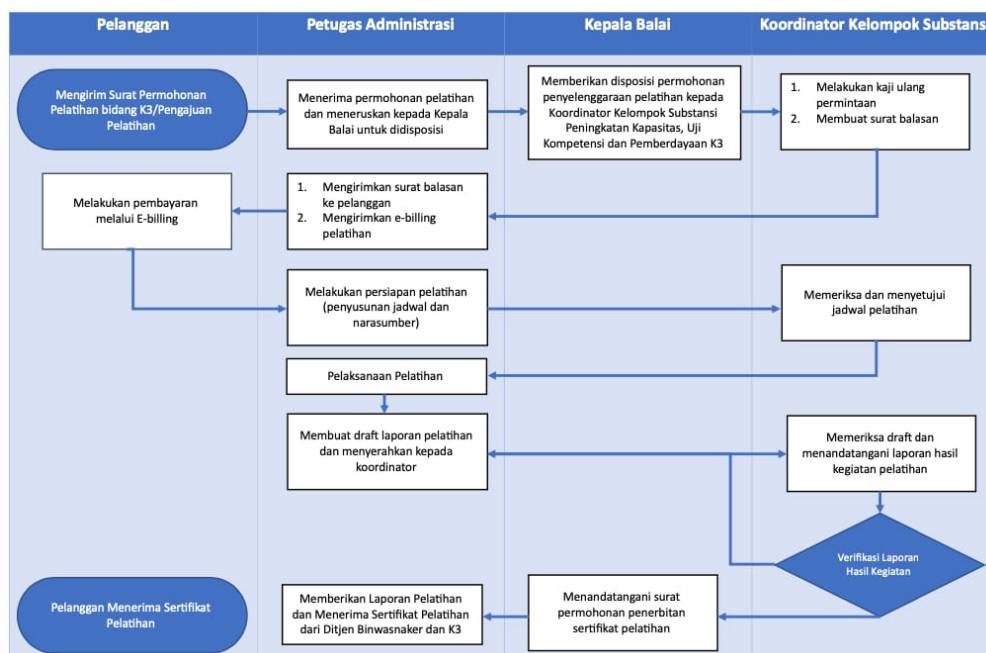 Pelanggan
Petugas Administrasi
Kepala Balai
Koordinator Kelompok Substans
Mengirim Surat Permohonan
Pelatihan bidang K3/Pengajuan
Pelatihan
Menerima permohonan pelatihan
dan meneruskan kepada Kepala
Balai untuk didisposisi
Memberikan disposisi permohonan
penyelenggaraan pelatihan kepada
Koordinator Kelompok Substansi
Peningkatan Kapasitas, Uji
Kompetensi dan Pemberdayaan K3
1. Melakukan kaji ulang
permintaan
2. Membuat surat balasan
Melakukan pembayaran
melalui E-billing
1. Mengirimkan surat balasan
ke pelanggan
2. Mengirimkan e-billing
pelatihan
Melakukan persiapan pelatihan
(penyusunan jadwal dan
narasumber)
Memeriksa dan menyetujui
jadwal pelatihan
Pelaksanaan Pelatihan
Membuat draft laporan pelatihan
dan menyerahkan kepada
koordinator
Memeriksa draft dan
menandatangani laporan hasil
kegiatan pelatihan
Verifikasi Laporan
Hasil Kegiatan
Pelanggan Menerima Sertifikat
Pelatihan
Memberikan Laporan Pelatihan
dan Menerima Sertifikat Pelatihan
dari Ditjen Binwasnaker dan K3
Menandatangani surat
permohonan penerbitan
sertifikat pelatihan